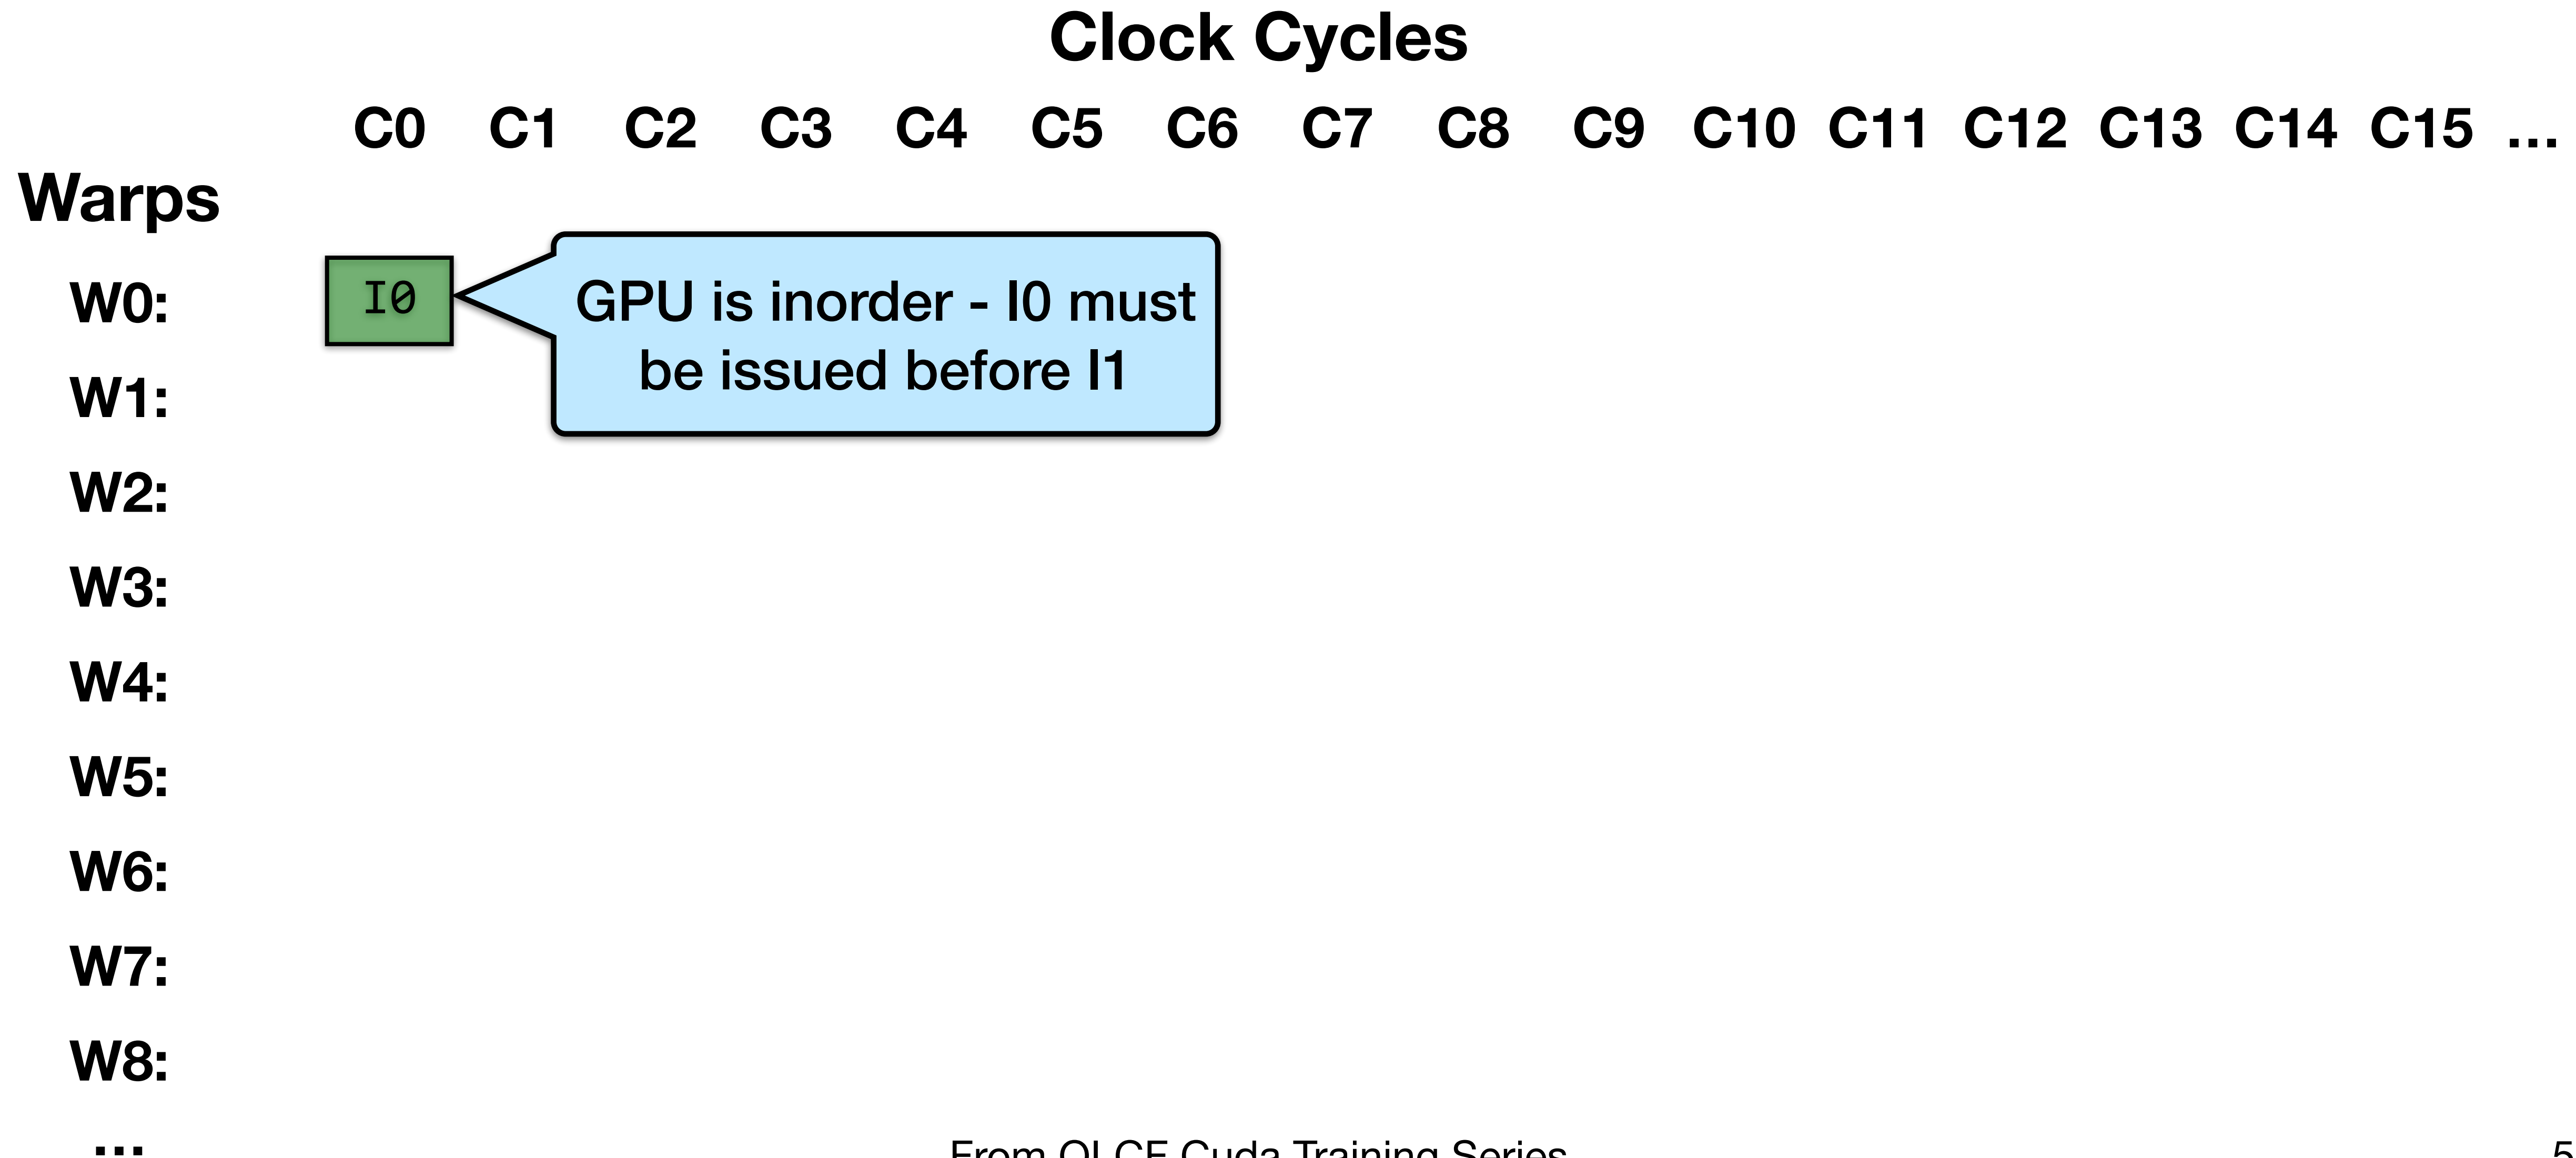 Clock Cycles
C0 C1 C2 C3 C4 C5 C6 C7 C8 C9 C10 C11 C12 C13 C14 C15 ...
Warps
W0: I0
GPU is inorder - I0 must
be issued before I1
W1:
W2:
W3:
W4:
W5:
W6:
W7:
W8:
...
From OLCF Cuda Training Series
5